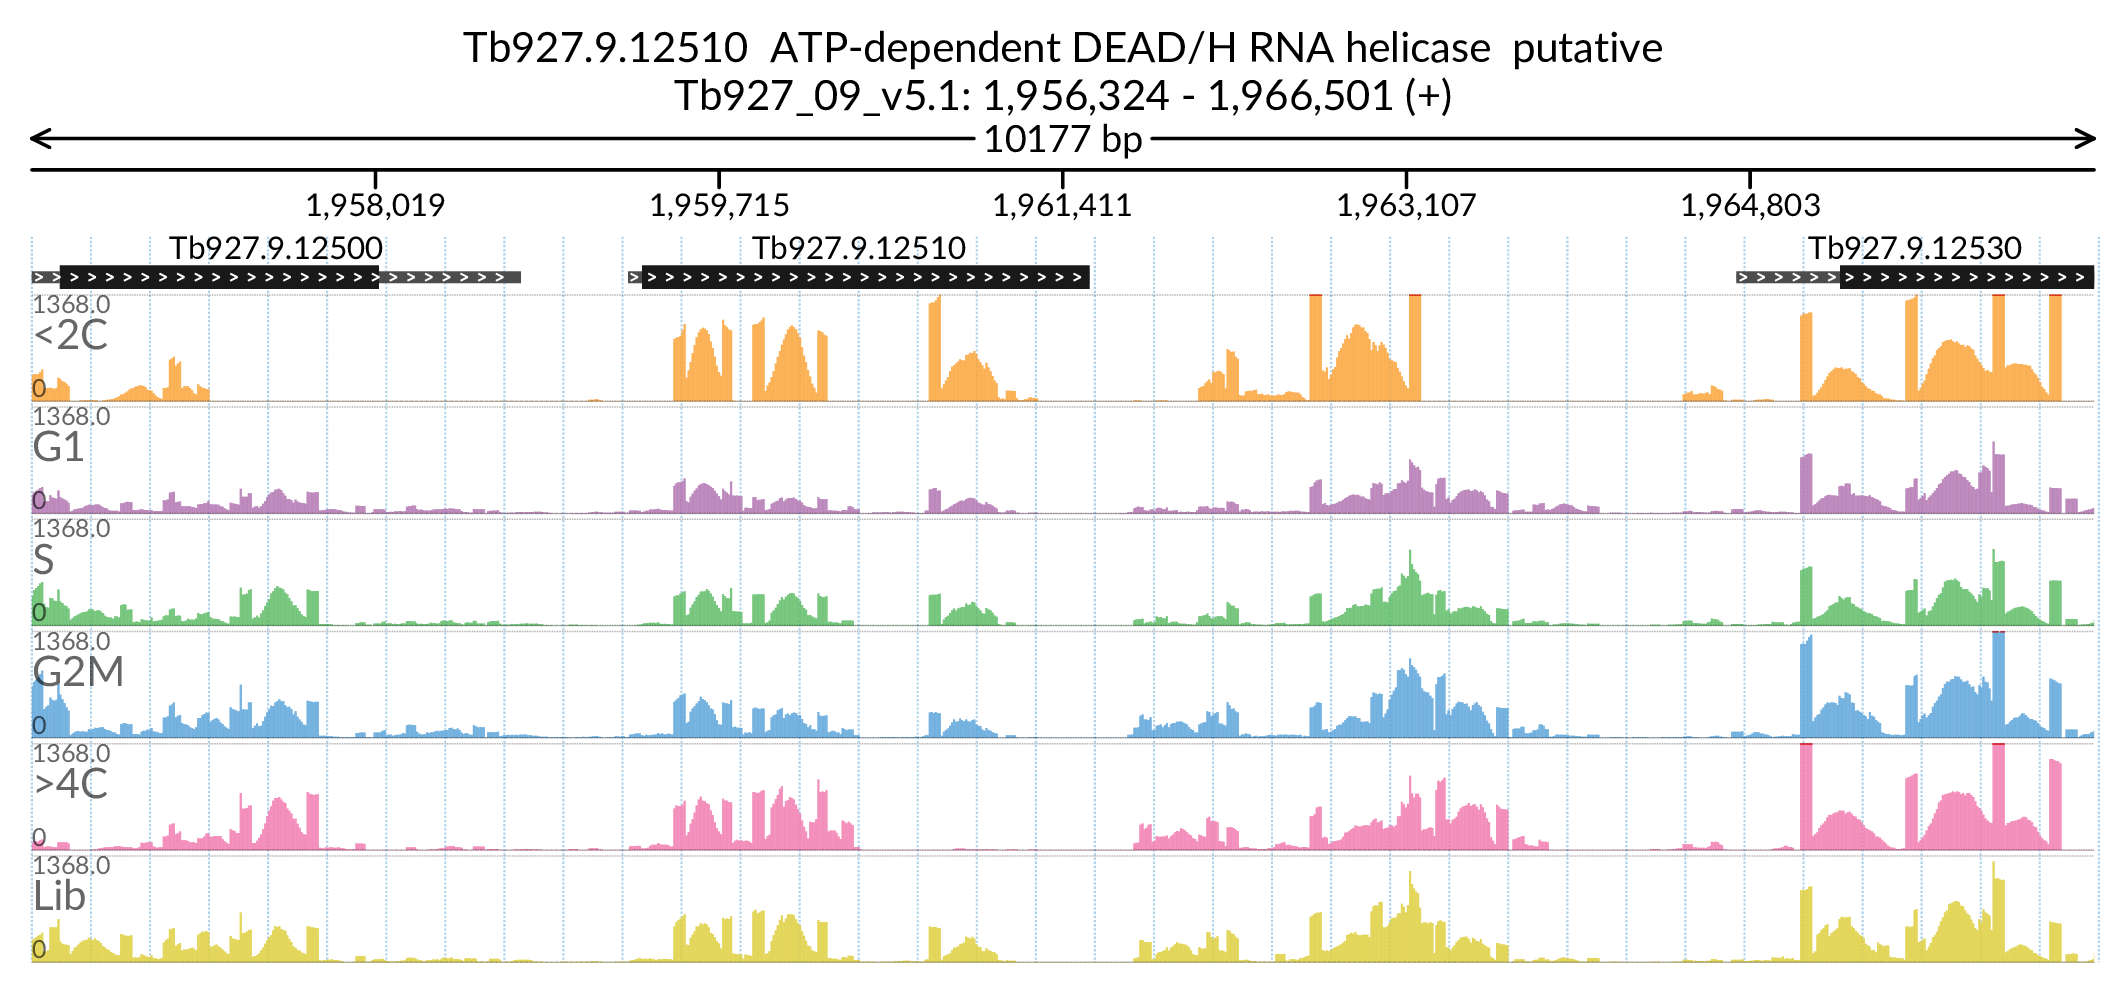 Tb927.9.12510  ATP-dependent DEAD/H RNA helicase  putative
Tb927_09_v5.1: 1,956,324 - 1,966,501 (+)
10177 bp
1,958,019 1,959,715 1,961,411 1,963,107 1,964,803
Tb927.9.12500 Tb927.9.12510 Tb927.9.12530
1368.0
<2C
0
1368.0
G1
0
1368.0
S
0
1368.0
G2M
0
1368.0
>4C
0
1368.0
Lib
0